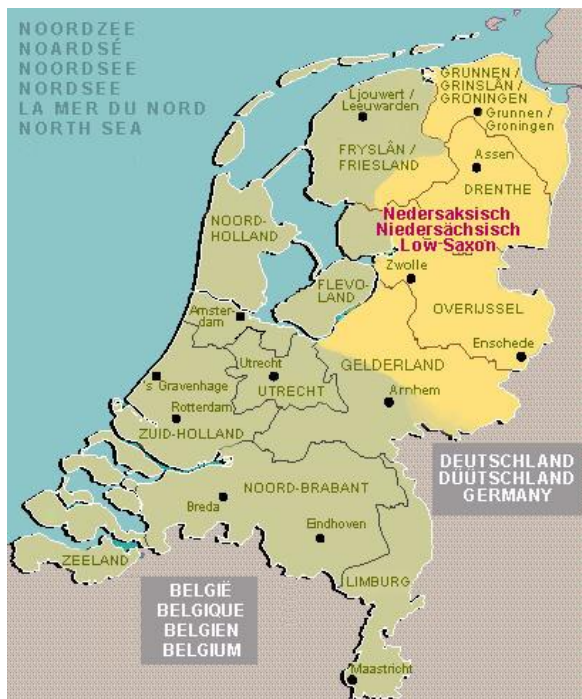 NOORDZEE
NOARDSÉ
NOORDSEE
NORDSEE
LA MER DU NORD
NORTH SEA
GRUNNEN /
GRINSLÂN /
GRONINGEN
Grunnen /
Groningen
Ljouwert /
Leeuwarden
FRYSLÂN /
FRIESLAND
Assen
DRENTHE
Nedersaksisch
Niedersächsisch
Low-Saxon
NOORD-
HOLLAND
Zwolle
FLEVO-
LAND
OVERIJSSEL
Amster-
dam
Enschede
Utrecht
UTRECHT
GELDERLAND
Arnhem
's Gravenhage
Rotterdam
ZUID-HOLLAND
DEUTSCHLAND
DÜÜTSCHLAND
GERMANY
NOORD-BRABANT
Breda
Eindhoven
ZEELAND
LIMBURG
BELGIË
BELGIQUE
BELGIEN
BELGIUM
Maastricht